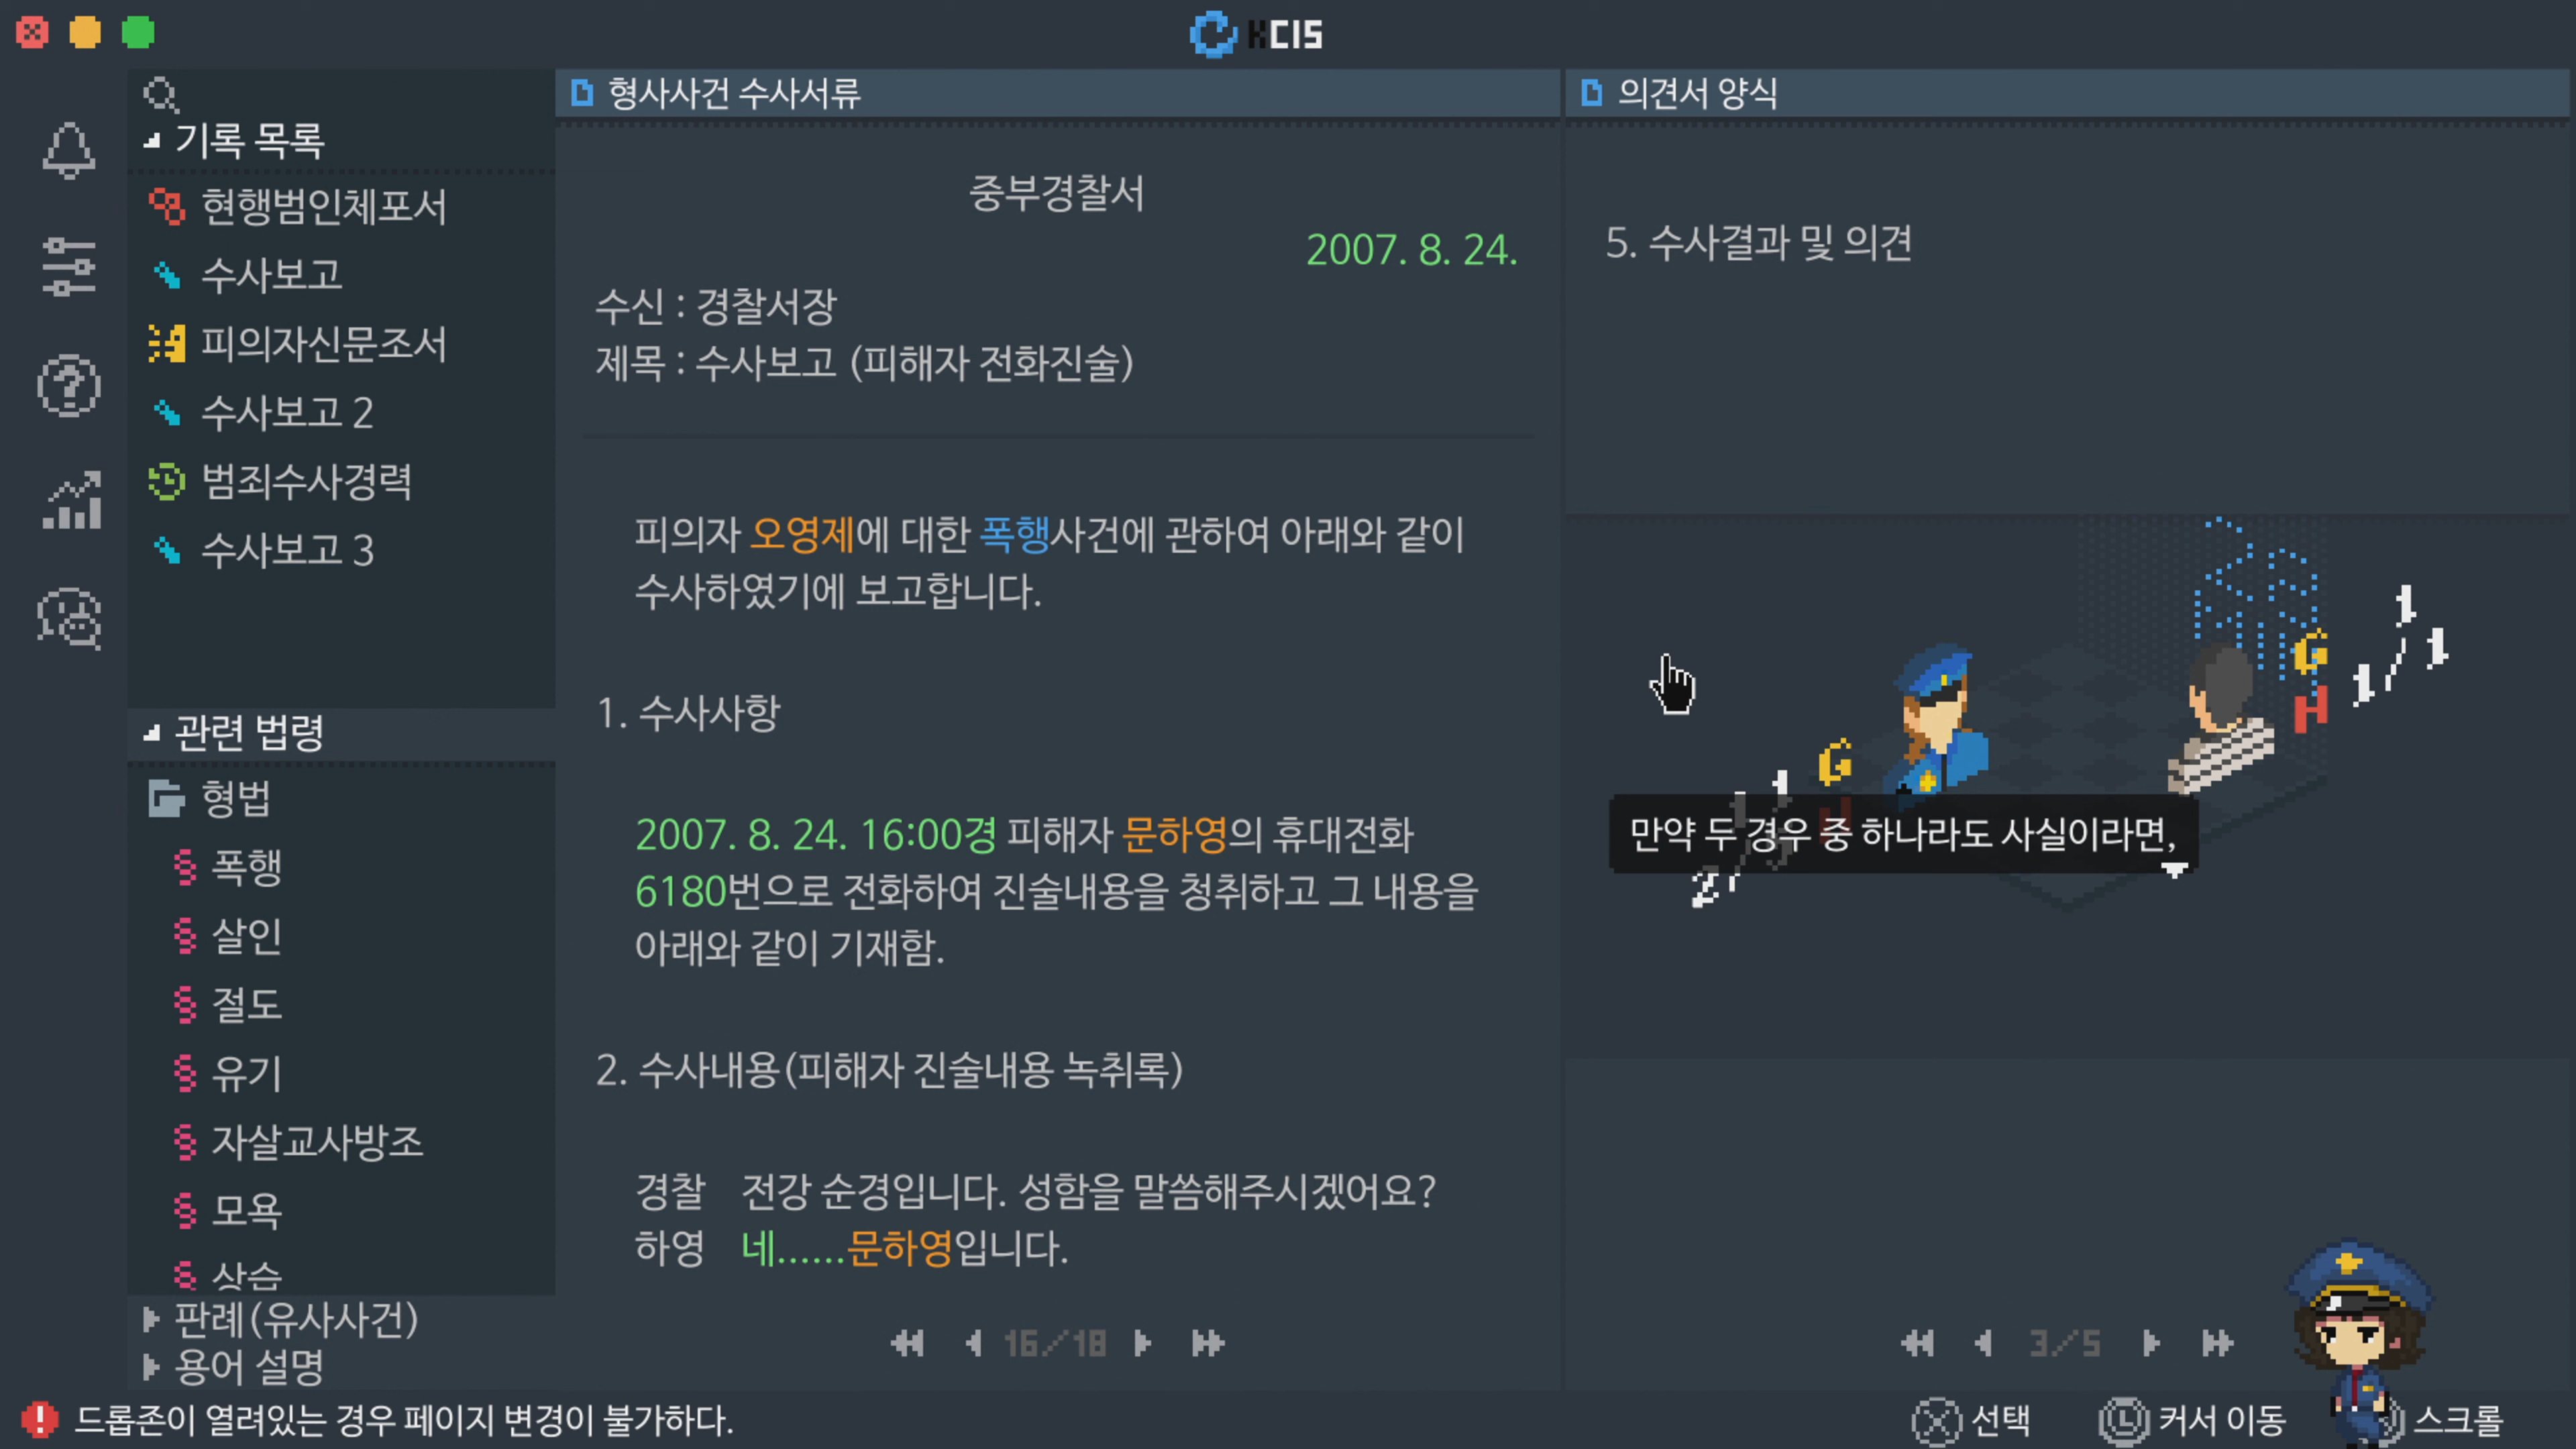 KCIS
기록 목록
현행범인체포서
수사보고
피의자신문조서
수사보고 2
범죄수사경력
수사보고 3
관련 법령
형법
폭행
살인
절도
유기
자살교사방조
모욕
상습
판례(유사사건)
용어 설명
형사사건 수사서류
중부경찰서
2007. 8. 24.
수신 : 경찰서장
제목 : 수사보고 (피해자 전화진술)
피의자 오영제에 대한 폭행사건에 관하여 아래와 같이
수사하였기에 보고합니다.
1. 수사사항
2007. 8. 24. 16:00경 피해자 문하영의 휴대전화
6180번으로 전화하여 진술내용을 청취하고 그 내용을
아래와 같이 기재함.
2. 수사내용(피해자 진술내용 녹취록)
경찰 전강 순경입니다. 성함을 말씀해주시겠어요?
하영 네......문하영입니다.
16/18
의견서 양식
5. 수사결과 및 의견
G
H
1/1
1
G
만약 두 경우 중 하나라도 사실이라면,
3/5
드롭존이 열려있는 경우 페이지 변경이 불가하다.
선택
L 커서 이동
스크롤